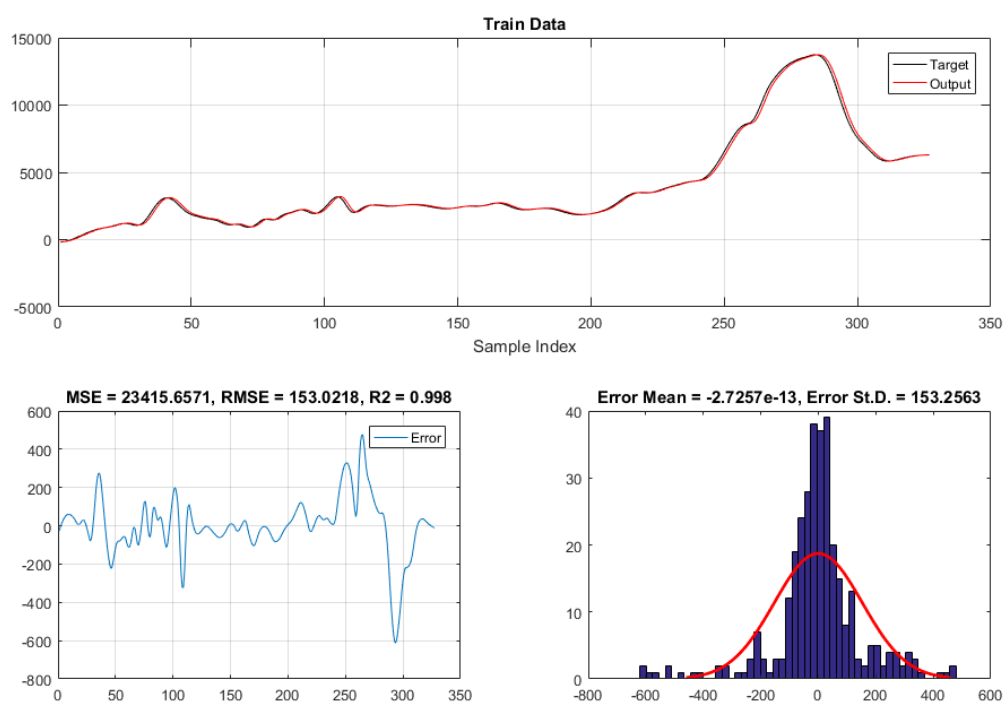 Train Data
15000
10000
5000
0
-5000
Target
Output
0 50 100 150 200 250 300 350
Sample Index
MSE = 23415.6571, RMSE = 153.0218, R2 = 0.998
600
400
200
0
-200
-400
-600
-800
Error
0 50 100 150 200 250 300 350
Error Mean = -2.7257e-13, Error St.D. = 153.2563
40
30
20
10
0
-800 -600 -400 -200 0 200 400 600